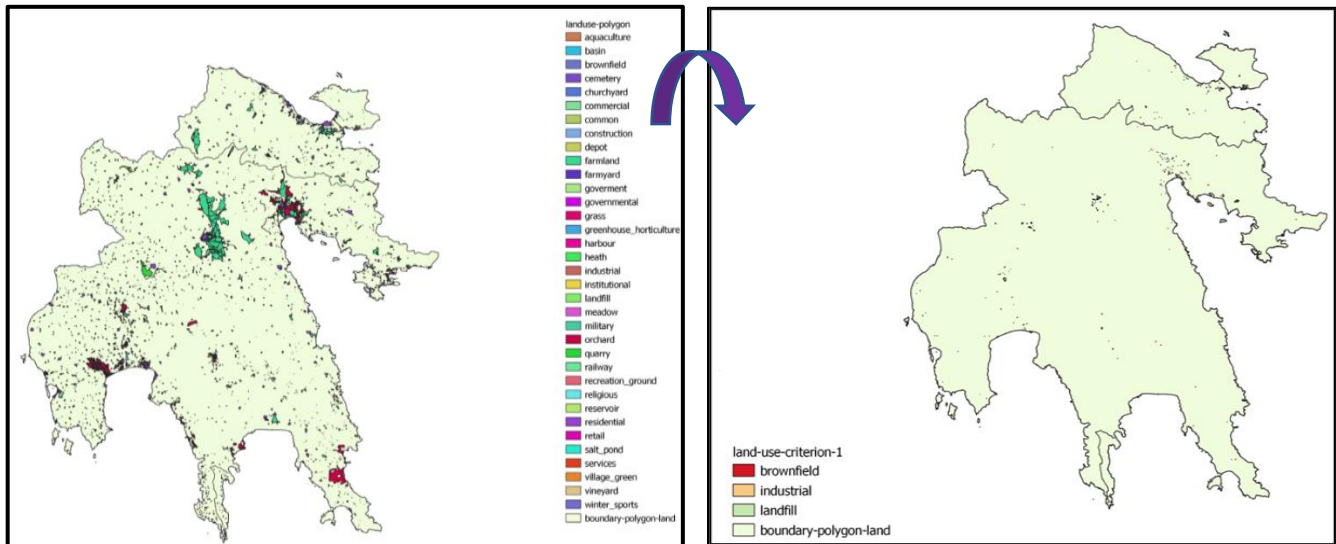 landuse-polygon
aquaculture
basin
brownfield
cemetery
churchyard
commercial
common
construction
depot
farmland
farmyard
goverment
governmental
grass
greenhouse_horticulture
harbour
heath
industrial
institutional
landfill
meadow
military
orchard
quarry
railway
recreation_ground
religious
reservoir
residential
retail
salt_pond
services
village_green
vineyard
winter_sports
boundary-polygon-land
land-use-criterion-1
brownfield
industrial
landfill
boundary-polygon-land